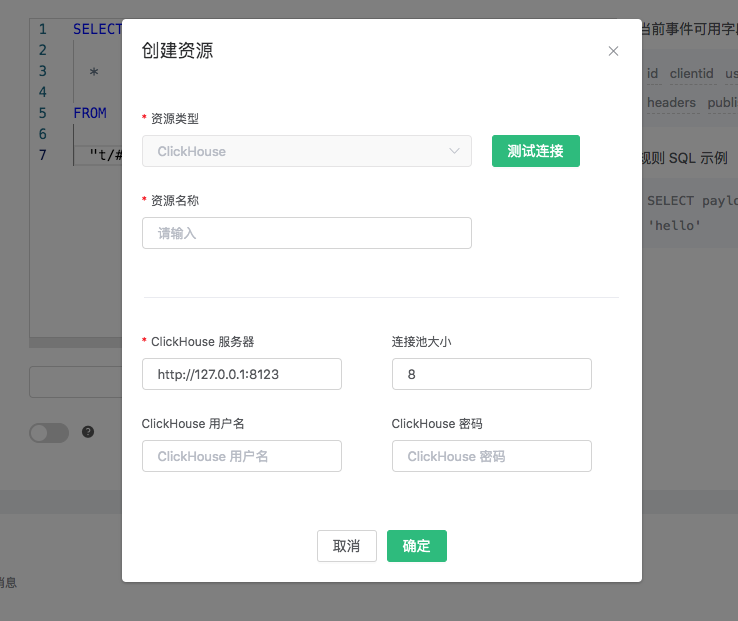 1 SELECT
2
3 *
4
5 FROM
6
7 "t/#
创建资源
* 资源类型
ClickHouse
测试连接
* 资源名称
请输入
* ClickHouse 服务器
http://127.0.0.1:8123
连接池大小
8
ClickHouse 用户名
ClickHouse 用户名
ClickHouse 密码
ClickHouse 密码
取消
确定
当前事件可用字
id clientid us
headers publi
规则 SQL 示例
SELECT paylo
'hello'
?
消息